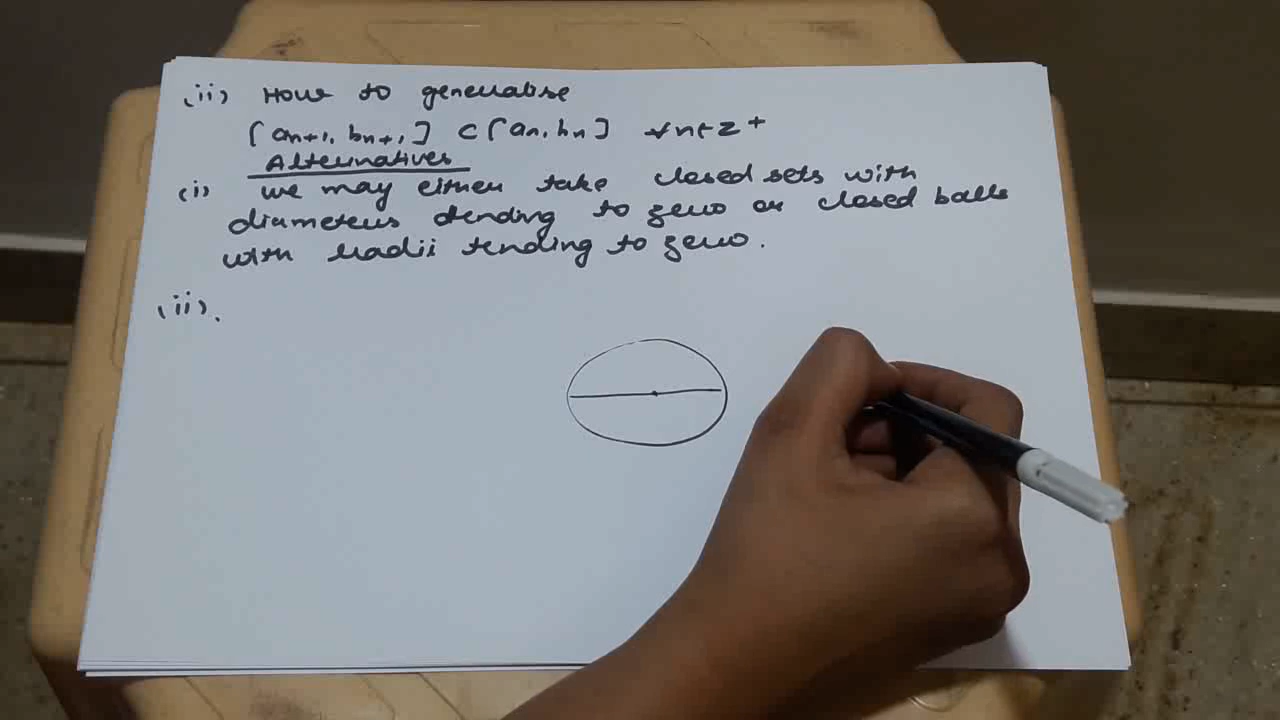 (ii) How to generalise
[an+1, bn+1] ⊂ [an, bn] ∀n∈Z+
Alternatives
(i) we may either take closed sets with
diameters tending to zero or closed balls
with radii tending to zero.
(ii).